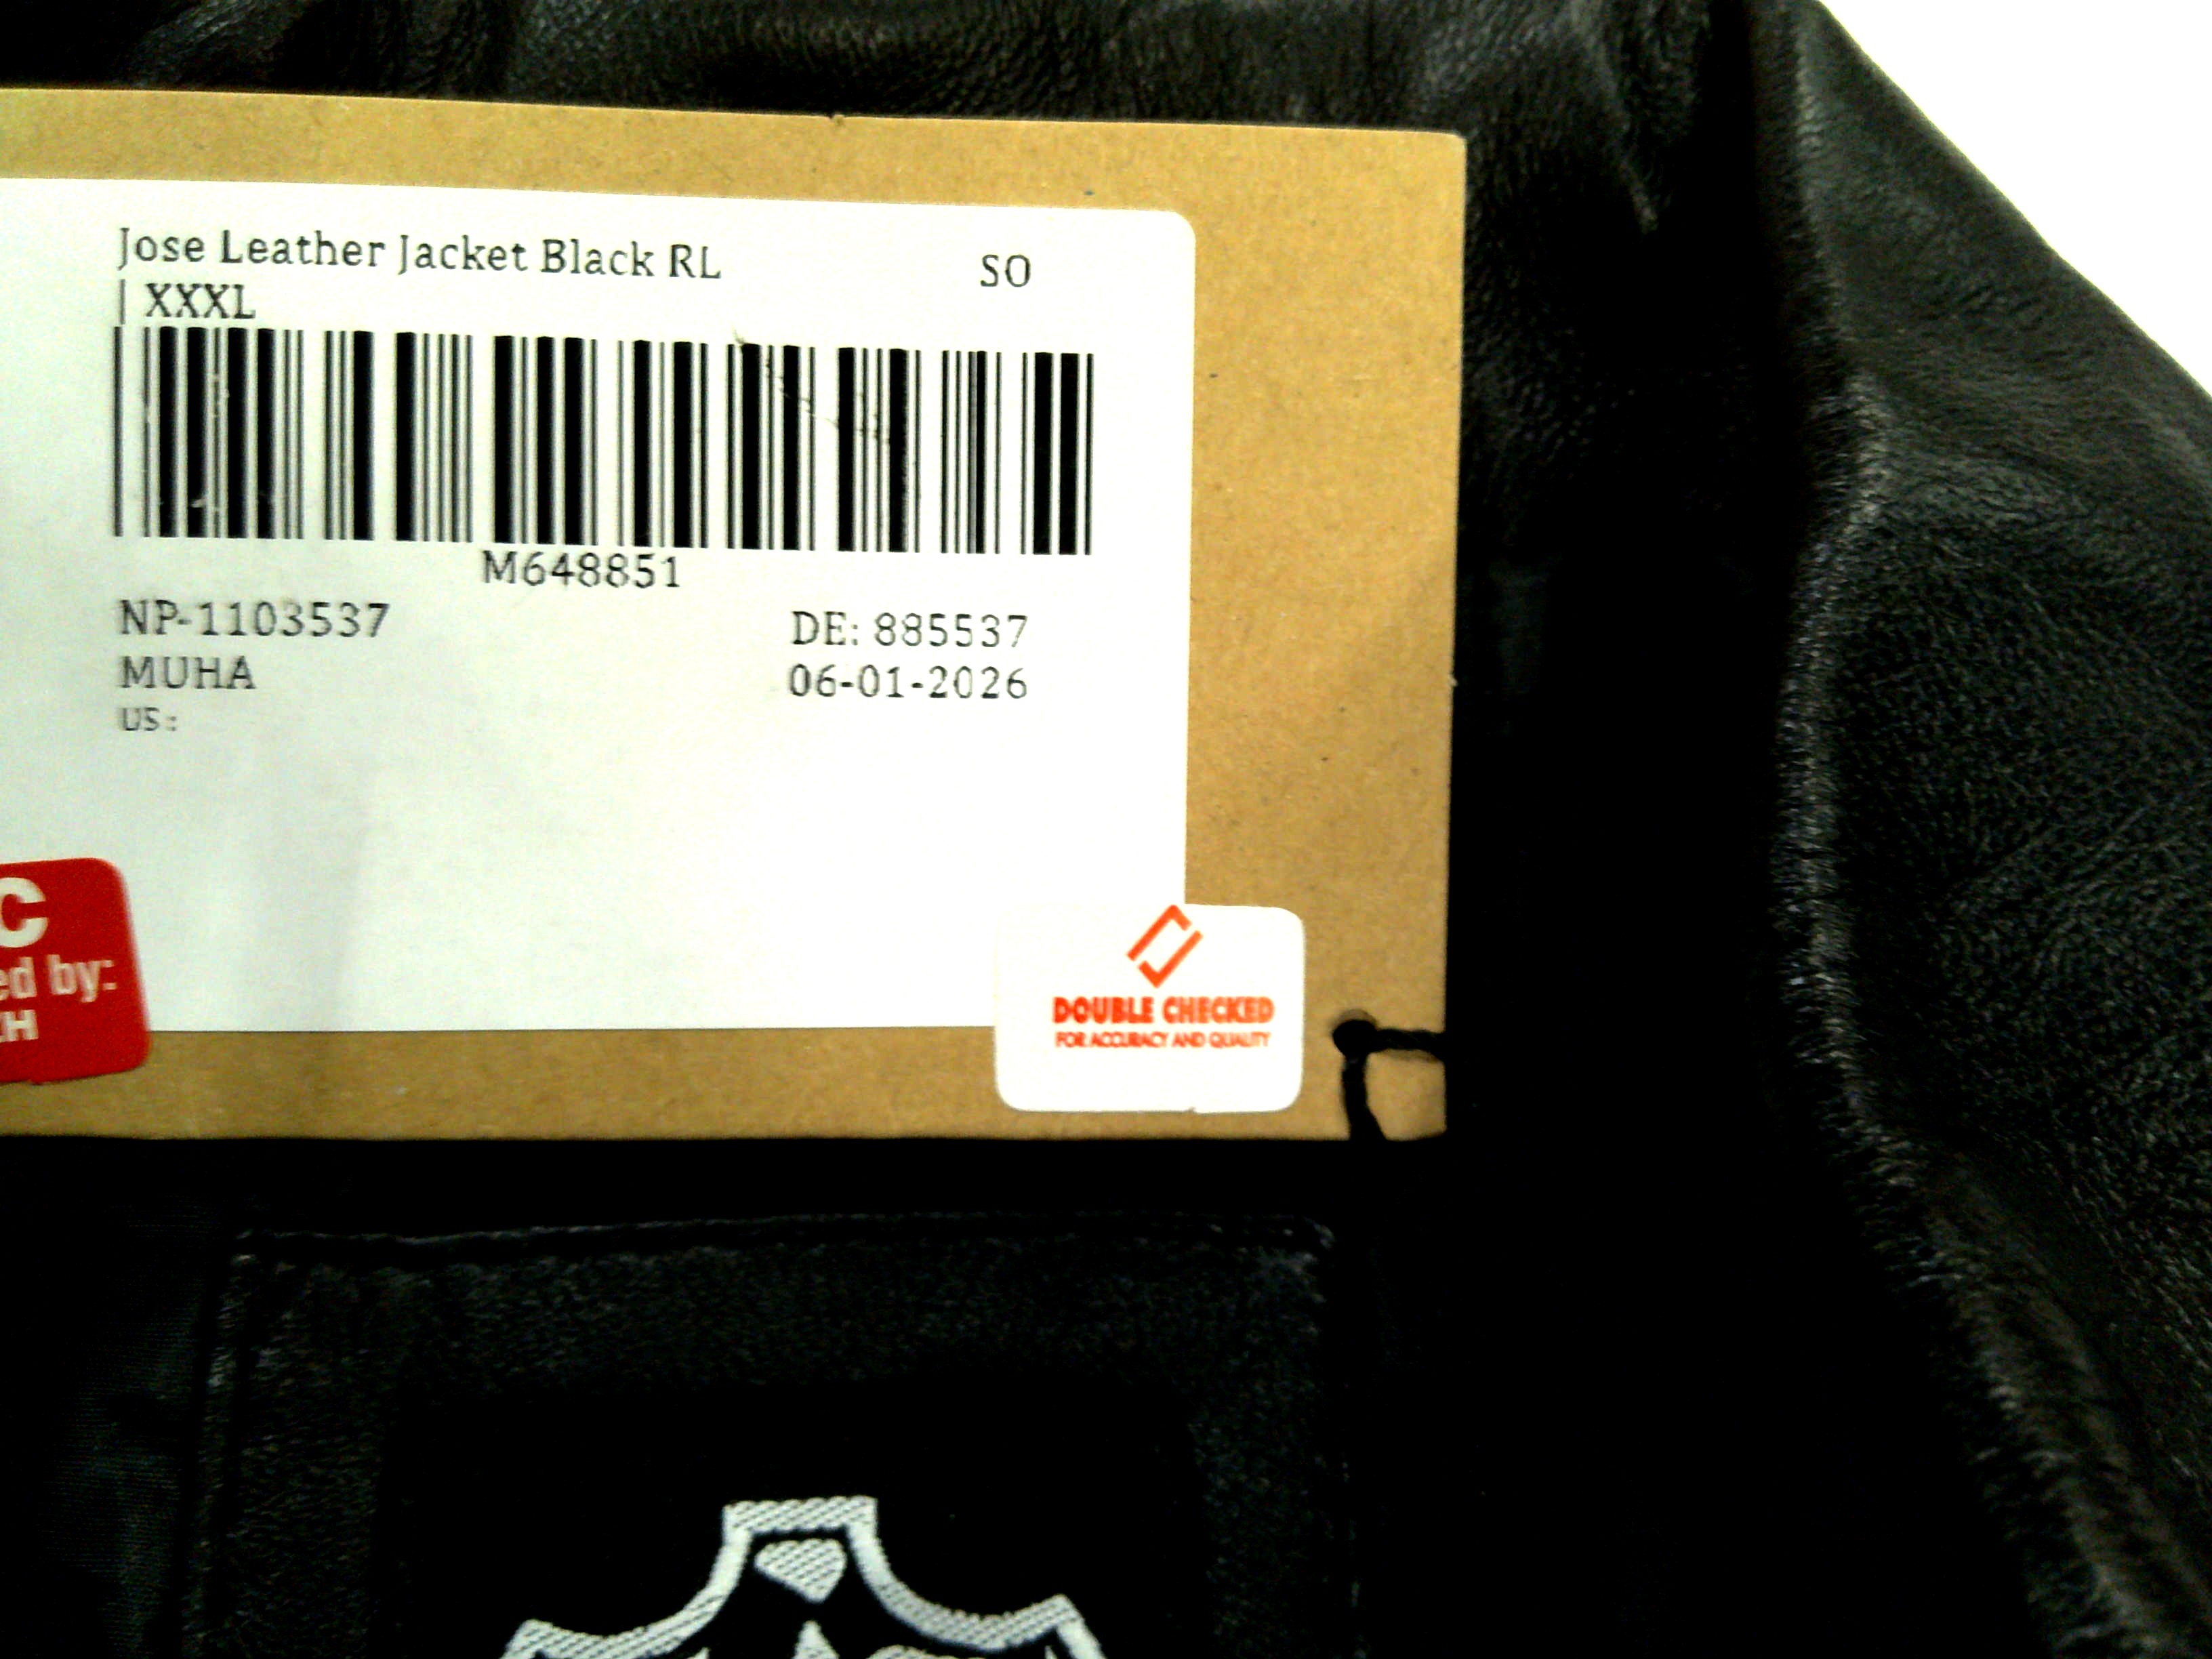 Jose Leather Jacket Black RL SO
| XXXL
M648851
NP-1103537 DE: 885537
MUHA 06-01-2026
US:
C
ed by:
H
DOUBLE CHECKED
FOR ACCURACY AND QUALITY